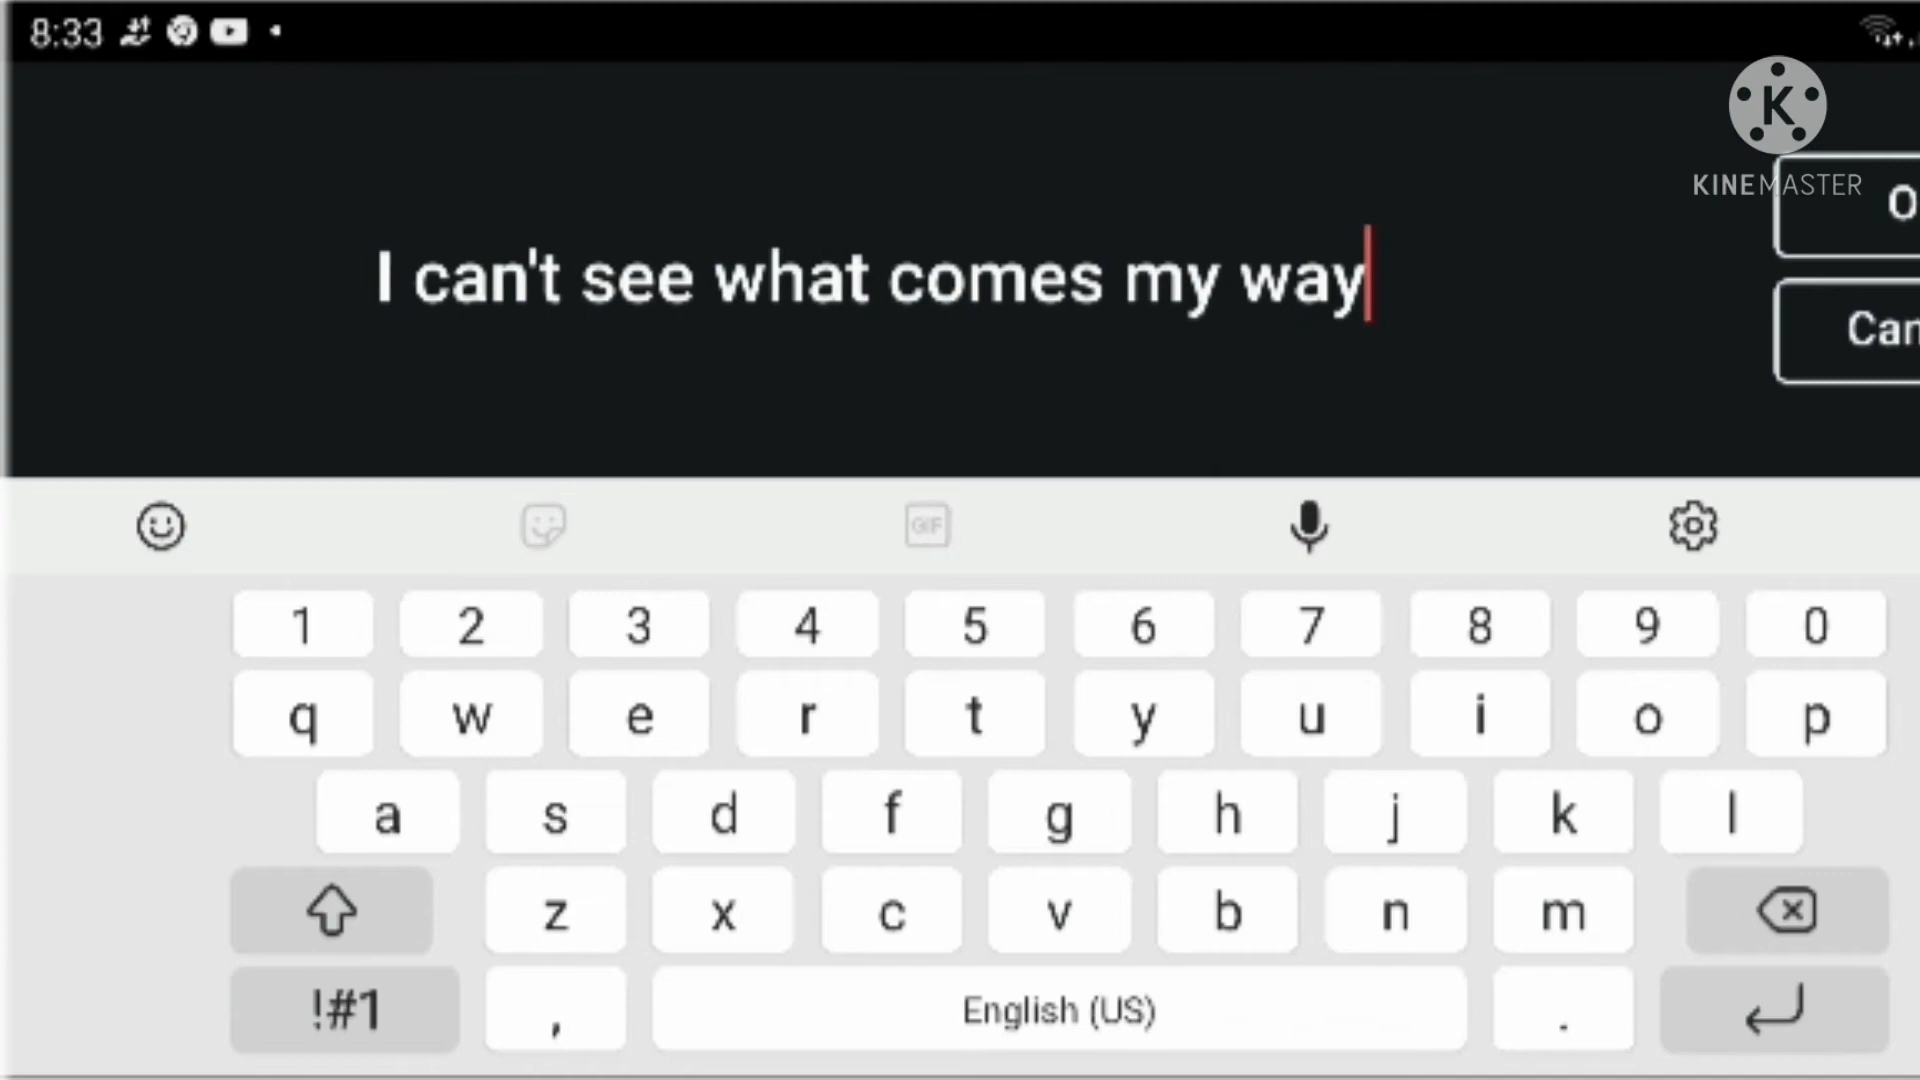 8:33
KINEMASTER
I can't see what comes my way
GIF
1 2 3 4 5 6 7 8 9 0
q w e r t y u i o p
a s d f g h j k l
z x c v b n m
!#1 , English (US) .